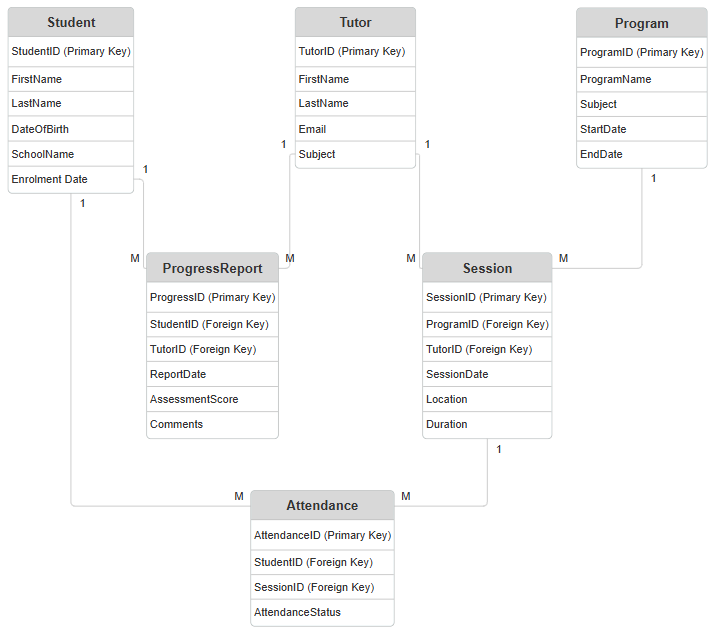 Student
StudentID (Primary Key)
FirstName
LastName
DateOfBirth
SchoolName
Enrolment Date
1
1
Tutor
TutorID (Primary Key)
FirstName
LastName
Email
Subject
1
1
Program
ProgramID (Primary Key)
ProgramName
Subject
StartDate
EndDate
1
M
M
ProgressReport
ProgressID (Primary Key)
StudentID (Foreign Key)
TutorID (Foreign Key)
ReportDate
AssessmentScore
Comments
M
M
Session
SessionID (Primary Key)
ProgramID (Foreign Key)
TutorID (Foreign Key)
SessionDate
Location
Duration
1
M
M
Attendance
AttendanceID (Primary Key)
StudentID (Foreign Key)
SessionID (Foreign Key)
AttendanceStatus